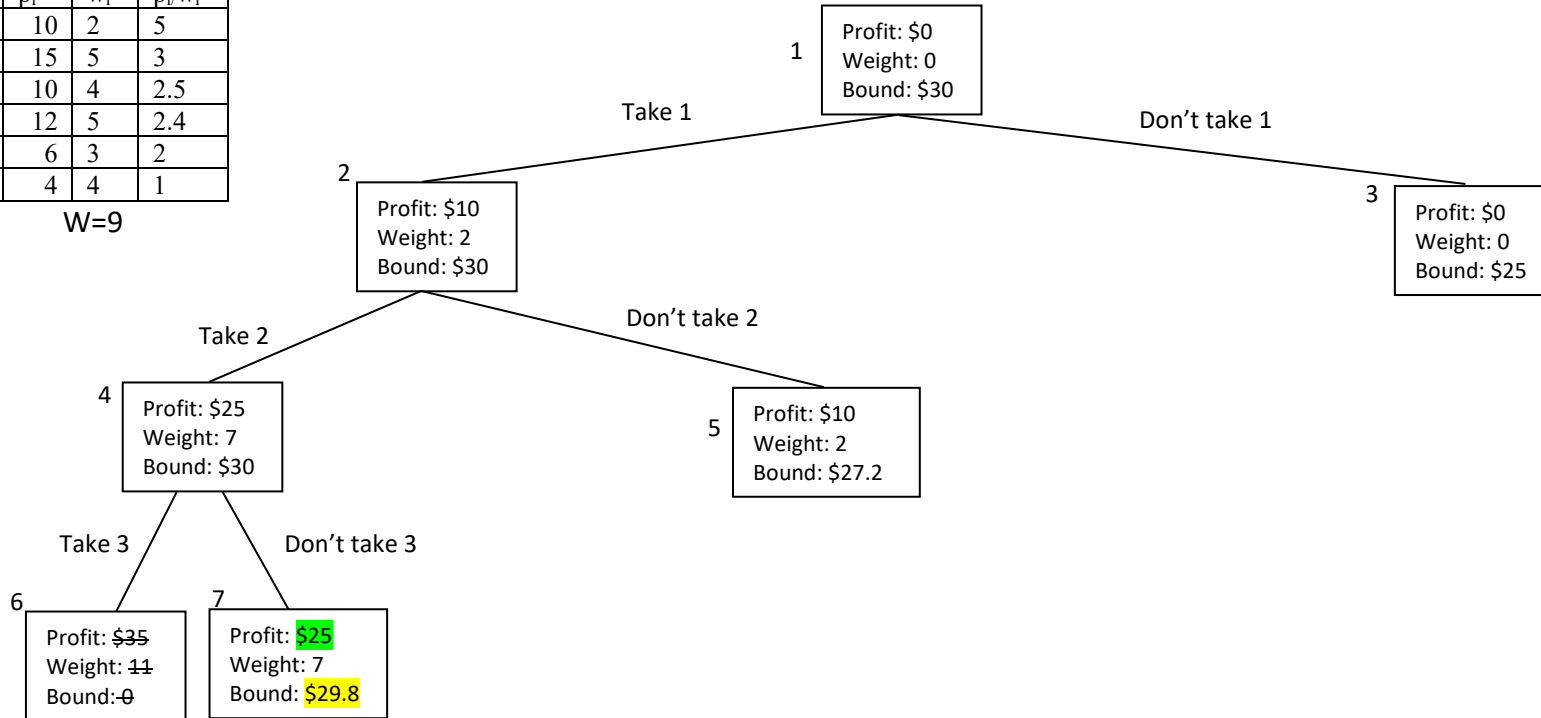 pᵢ wᵢ pᵢ/wᵢ
10 2 5
15 5 3
10 4 2.5
12 5 2.4
6 3 2
4 4 1
W=9
1
Profit: $0
Weight: 0
Bound: $30
Take 1
Don’t take 1
2
Profit: $10
Weight: 2
Bound: $30
3
Profit: $0
Weight: 0
Bound: $25
Take 2
Don’t take 2
4
Profit: $25
Weight: 7
Bound: $30
5
Profit: $10
Weight: 2
Bound: $27.2
Take 3
Don’t take 3
6
Profit: $35
Weight: 11
Bound: 0
7
Profit: $25
Weight: 7
Bound: $29.8